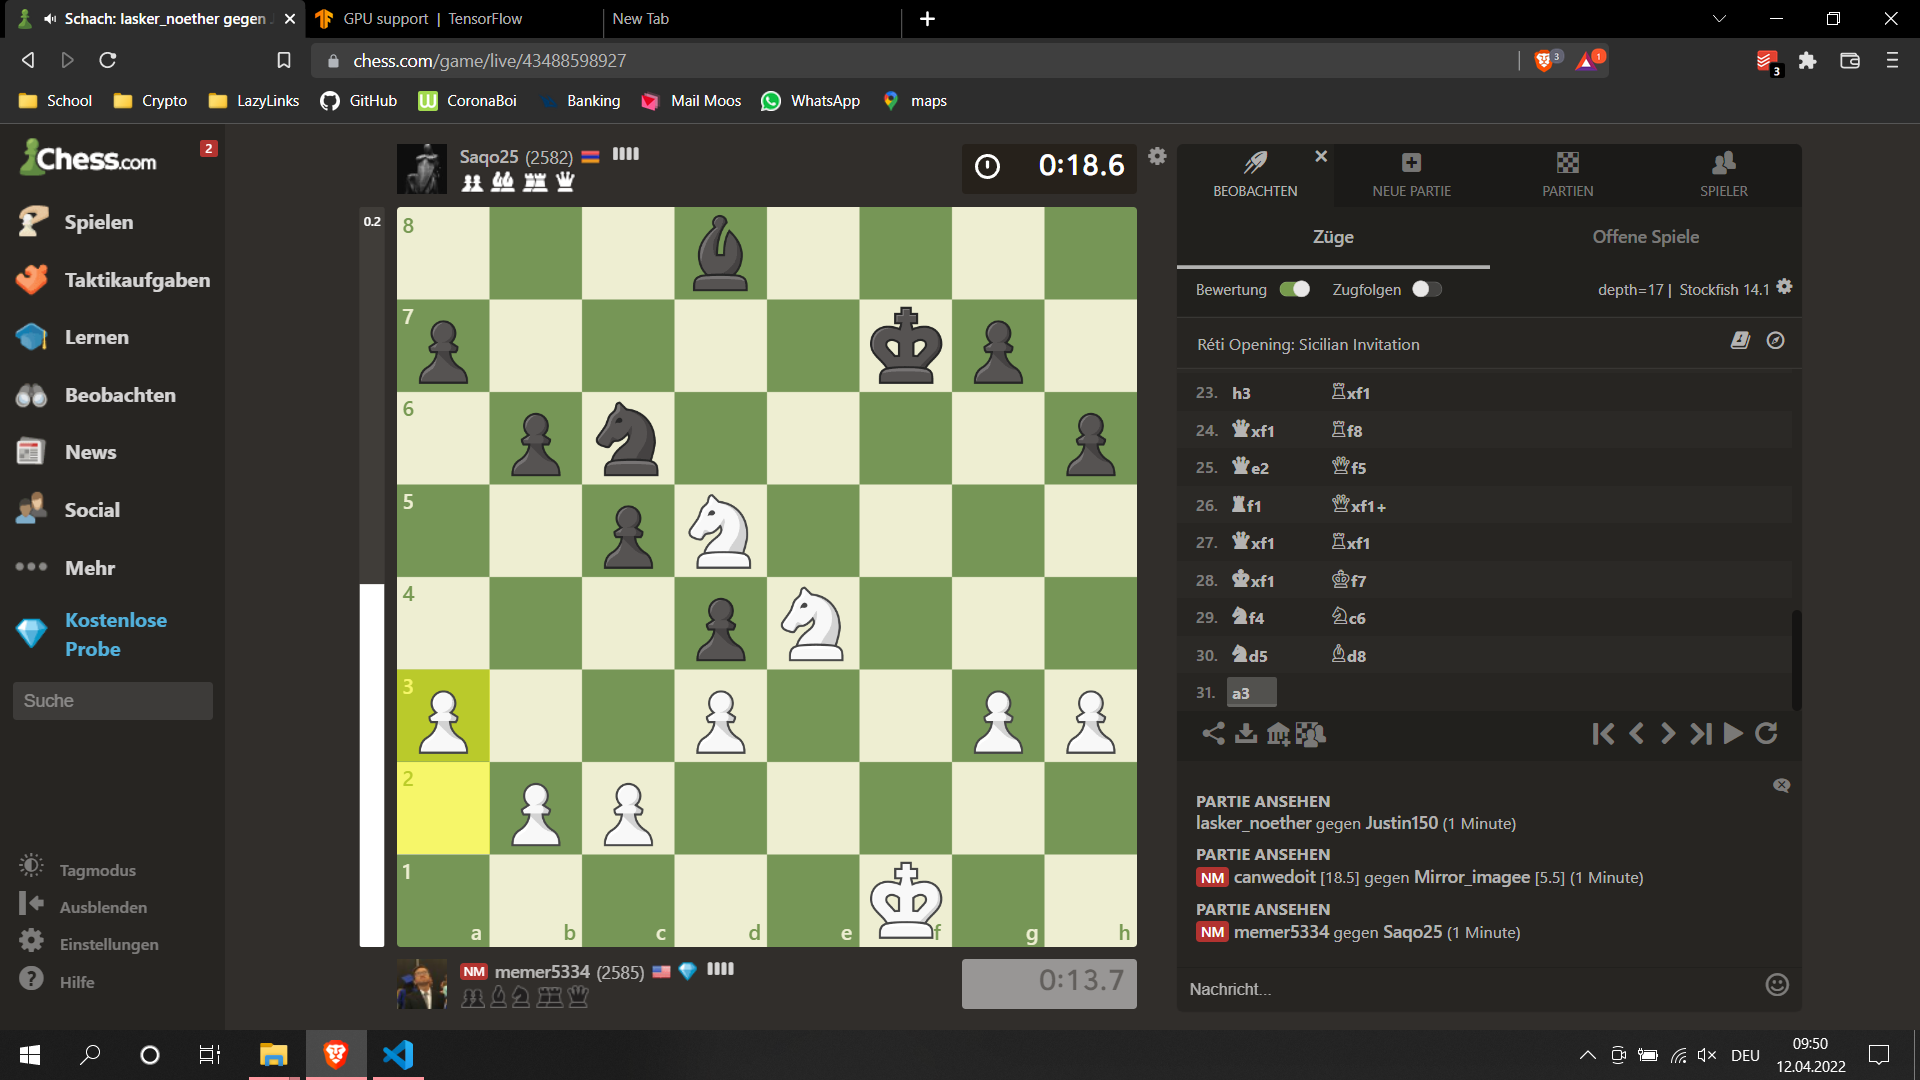 Schach: lasker_noether gegen J
GPU support | TensorFlow
New Tab
chess.com/game/live/43488598927
3
1
3
School
Crypto
LazyLinks
GitHub
CoronaBoi
Banking
Mail Moos
WhatsApp
maps
Chess.com
2
Spielen
Taktikaufgaben
Lernen
Beobachten
News
Social
Mehr
Kostenlose
Probe
Suche
Tagmodus
Ausblenden
Einstellungen
Hilfe
Saqo25 (2582)
0:18.6
0.2
8
7
6
5
4
3
2
1
a
b
c
d
e
f
g
h
NM memer5334 (2585)
0:13.7
BEOBACHTEN
NEUE PARTIE
PARTIEN
SPIELER
Züge
Offene Spiele
Bewertung
Zugfolgen
depth=17 | Stockfish 14.1
Réti Opening: Sicilian Invitation
23. h3 xf1
24. xf1 f8
25. e2 f5
26. f1 xf1+
27. xf1 xf1
28. xf1 f7
29. f4 c6
30. d5 d8
31. a3
PARTIE ANSEHEN
lasker_noether gegen Justin150 (1 Minute)
PARTIE ANSEHEN
NM canwedoit [18.5] gegen Mirror_imagee [5.5] (1 Minute)
PARTIE ANSEHEN
NM memer5334 gegen Saqo25 (1 Minute)
Nachricht...
DEU
09:50
12.04.2022